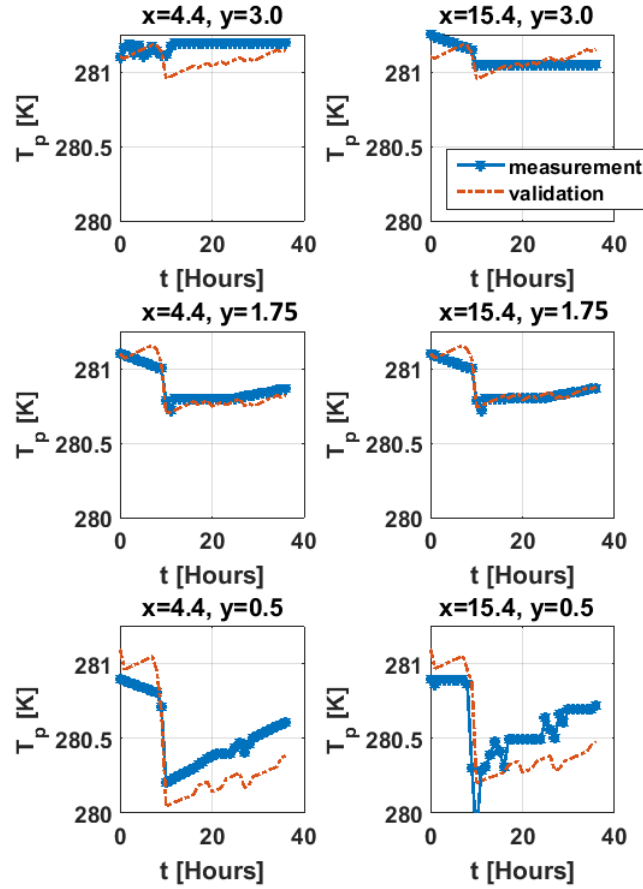 x=4.4, y=3.0
T_p [K]
281
280.5
280
0 20 40
t [Hours]
x=15.4, y=3.0
T_p [K]
281
280.5
280
0 20 40
t [Hours]
measurement
validation
x=4.4, y=1.75
T_p [K]
281
280.5
280
0 20 40
t [Hours]
x=15.4, y=1.75
T_p [K]
281
280.5
280
0 20 40
t [Hours]
x=4.4, y=0.5
T_p [K]
281
280.5
280
0 20 40
t [Hours]
x=15.4, y=0.5
T_p [K]
281
280.5
280
0 20 40
t [Hours]